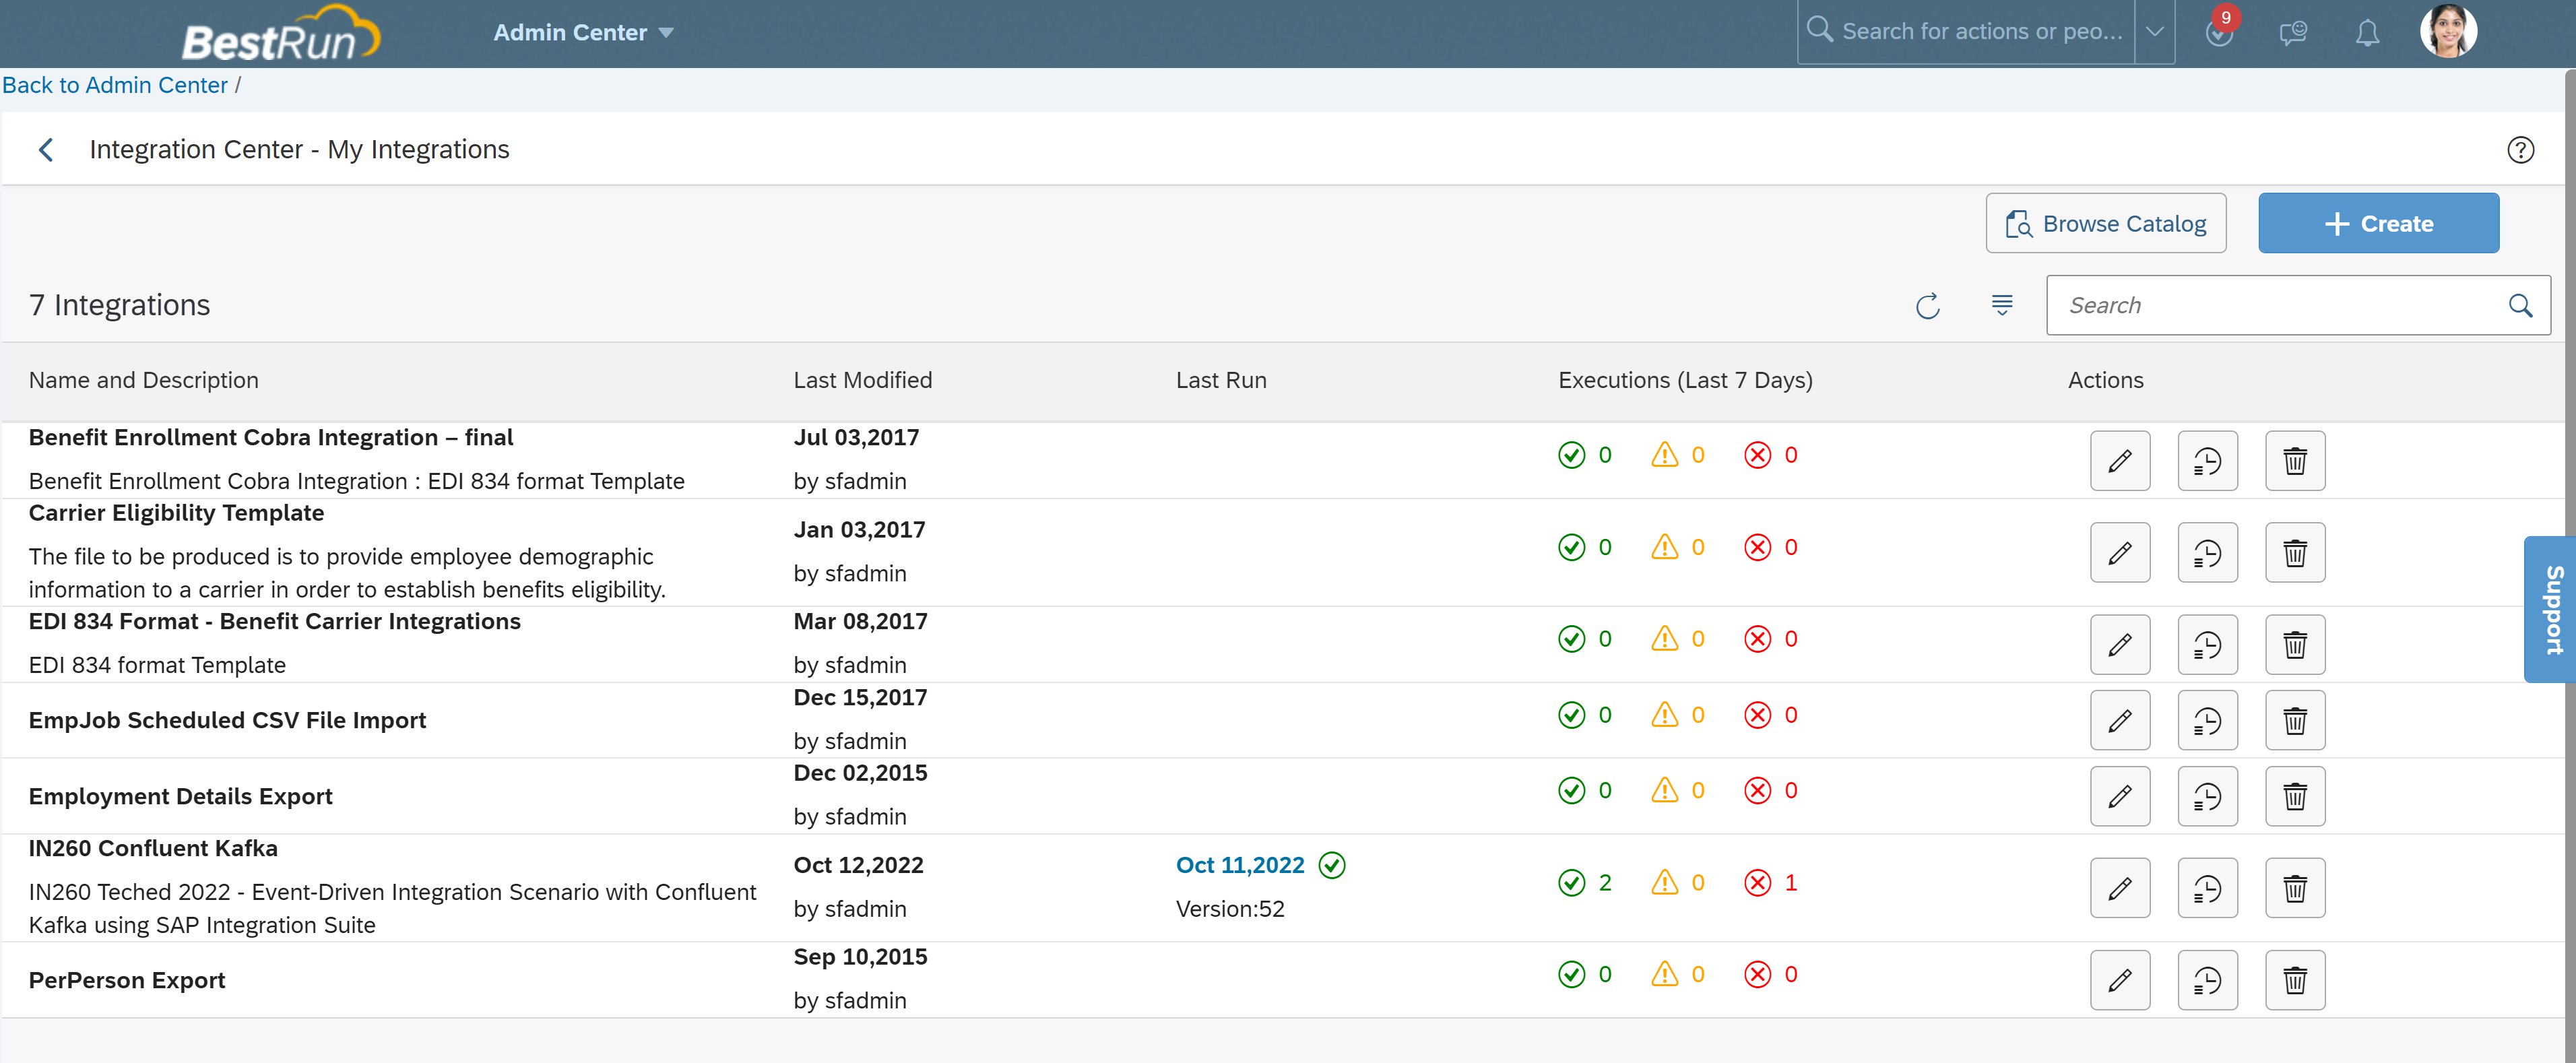 BestRun
Admin Center
Search for actions or peo...
9
Back to Admin Center /
Integration Center - My Integrations
Browse Catalog
Create
7 Integrations
Search
Name and Description
Last Modified
Last Run
Executions (Last 7 Days)
Actions
Benefit Enrollment Cobra Integration – final
Benefit Enrollment Cobra Integration : EDI 834 format Template
Jul 03,2017
by sfadmin
0 0 0
Carrier Eligibility Template
The file to be produced is to provide employee demographic
information to a carrier in order to establish benefits eligibility.
Jan 03,2017
by sfadmin
0 0 0
EDI 834 Format - Benefit Carrier Integrations
EDI 834 format Template
Mar 08,2017
by sfadmin
0 0 0
EmpJob Scheduled CSV File Import
Dec 15,2017
by sfadmin
0 0 0
Employment Details Export
Dec 02,2015
by sfadmin
0 0 0
IN260 Confluent Kafka
IN260 Teched 2022 - Event-Driven Integration Scenario with Confluent
Kafka using SAP Integration Suite
Oct 12,2022
by sfadmin
Oct 11,2022
Version:52
2 0 1
PerPerson Export
Sep 10,2015
by sfadmin
0 0 0
Support